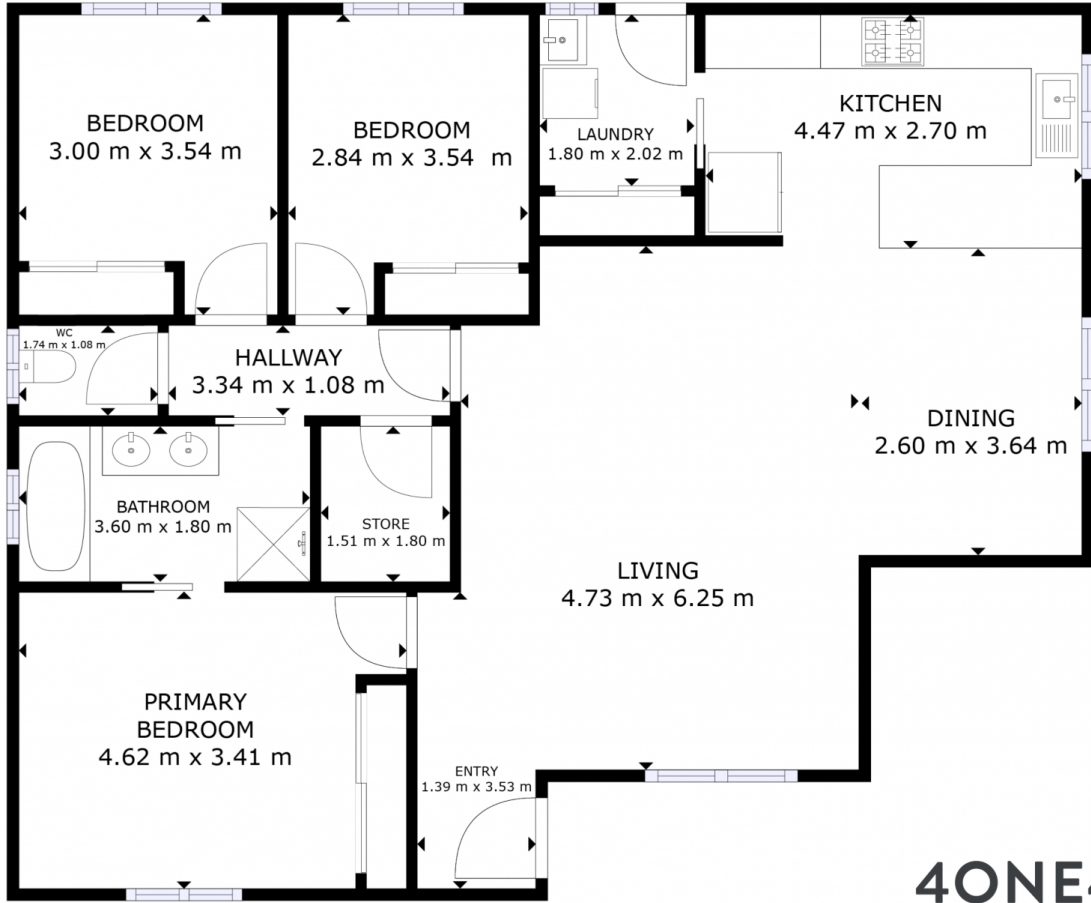 BEDROOM
3.00 m x 3.54 m
BEDROOM
2.84 m x 3.54 m
LAUNDRY
1.80 m x 2.02 m
KITCHEN
4.47 m x 2.70 m
WC
1.74 m x 1.08 m
HALLWAY
3.34 m x 1.08 m
DINING
2.60 m x 3.64 m
BATHROOM
3.60 m x 1.80 m
STORE
1.51 m x 1.80 m
LIVING
4.73 m x 6.25 m
PRIMARY
BEDROOM
4.62 m x 3.41 m
ENTRY
1.39 m x 3.53 m
4ONE4